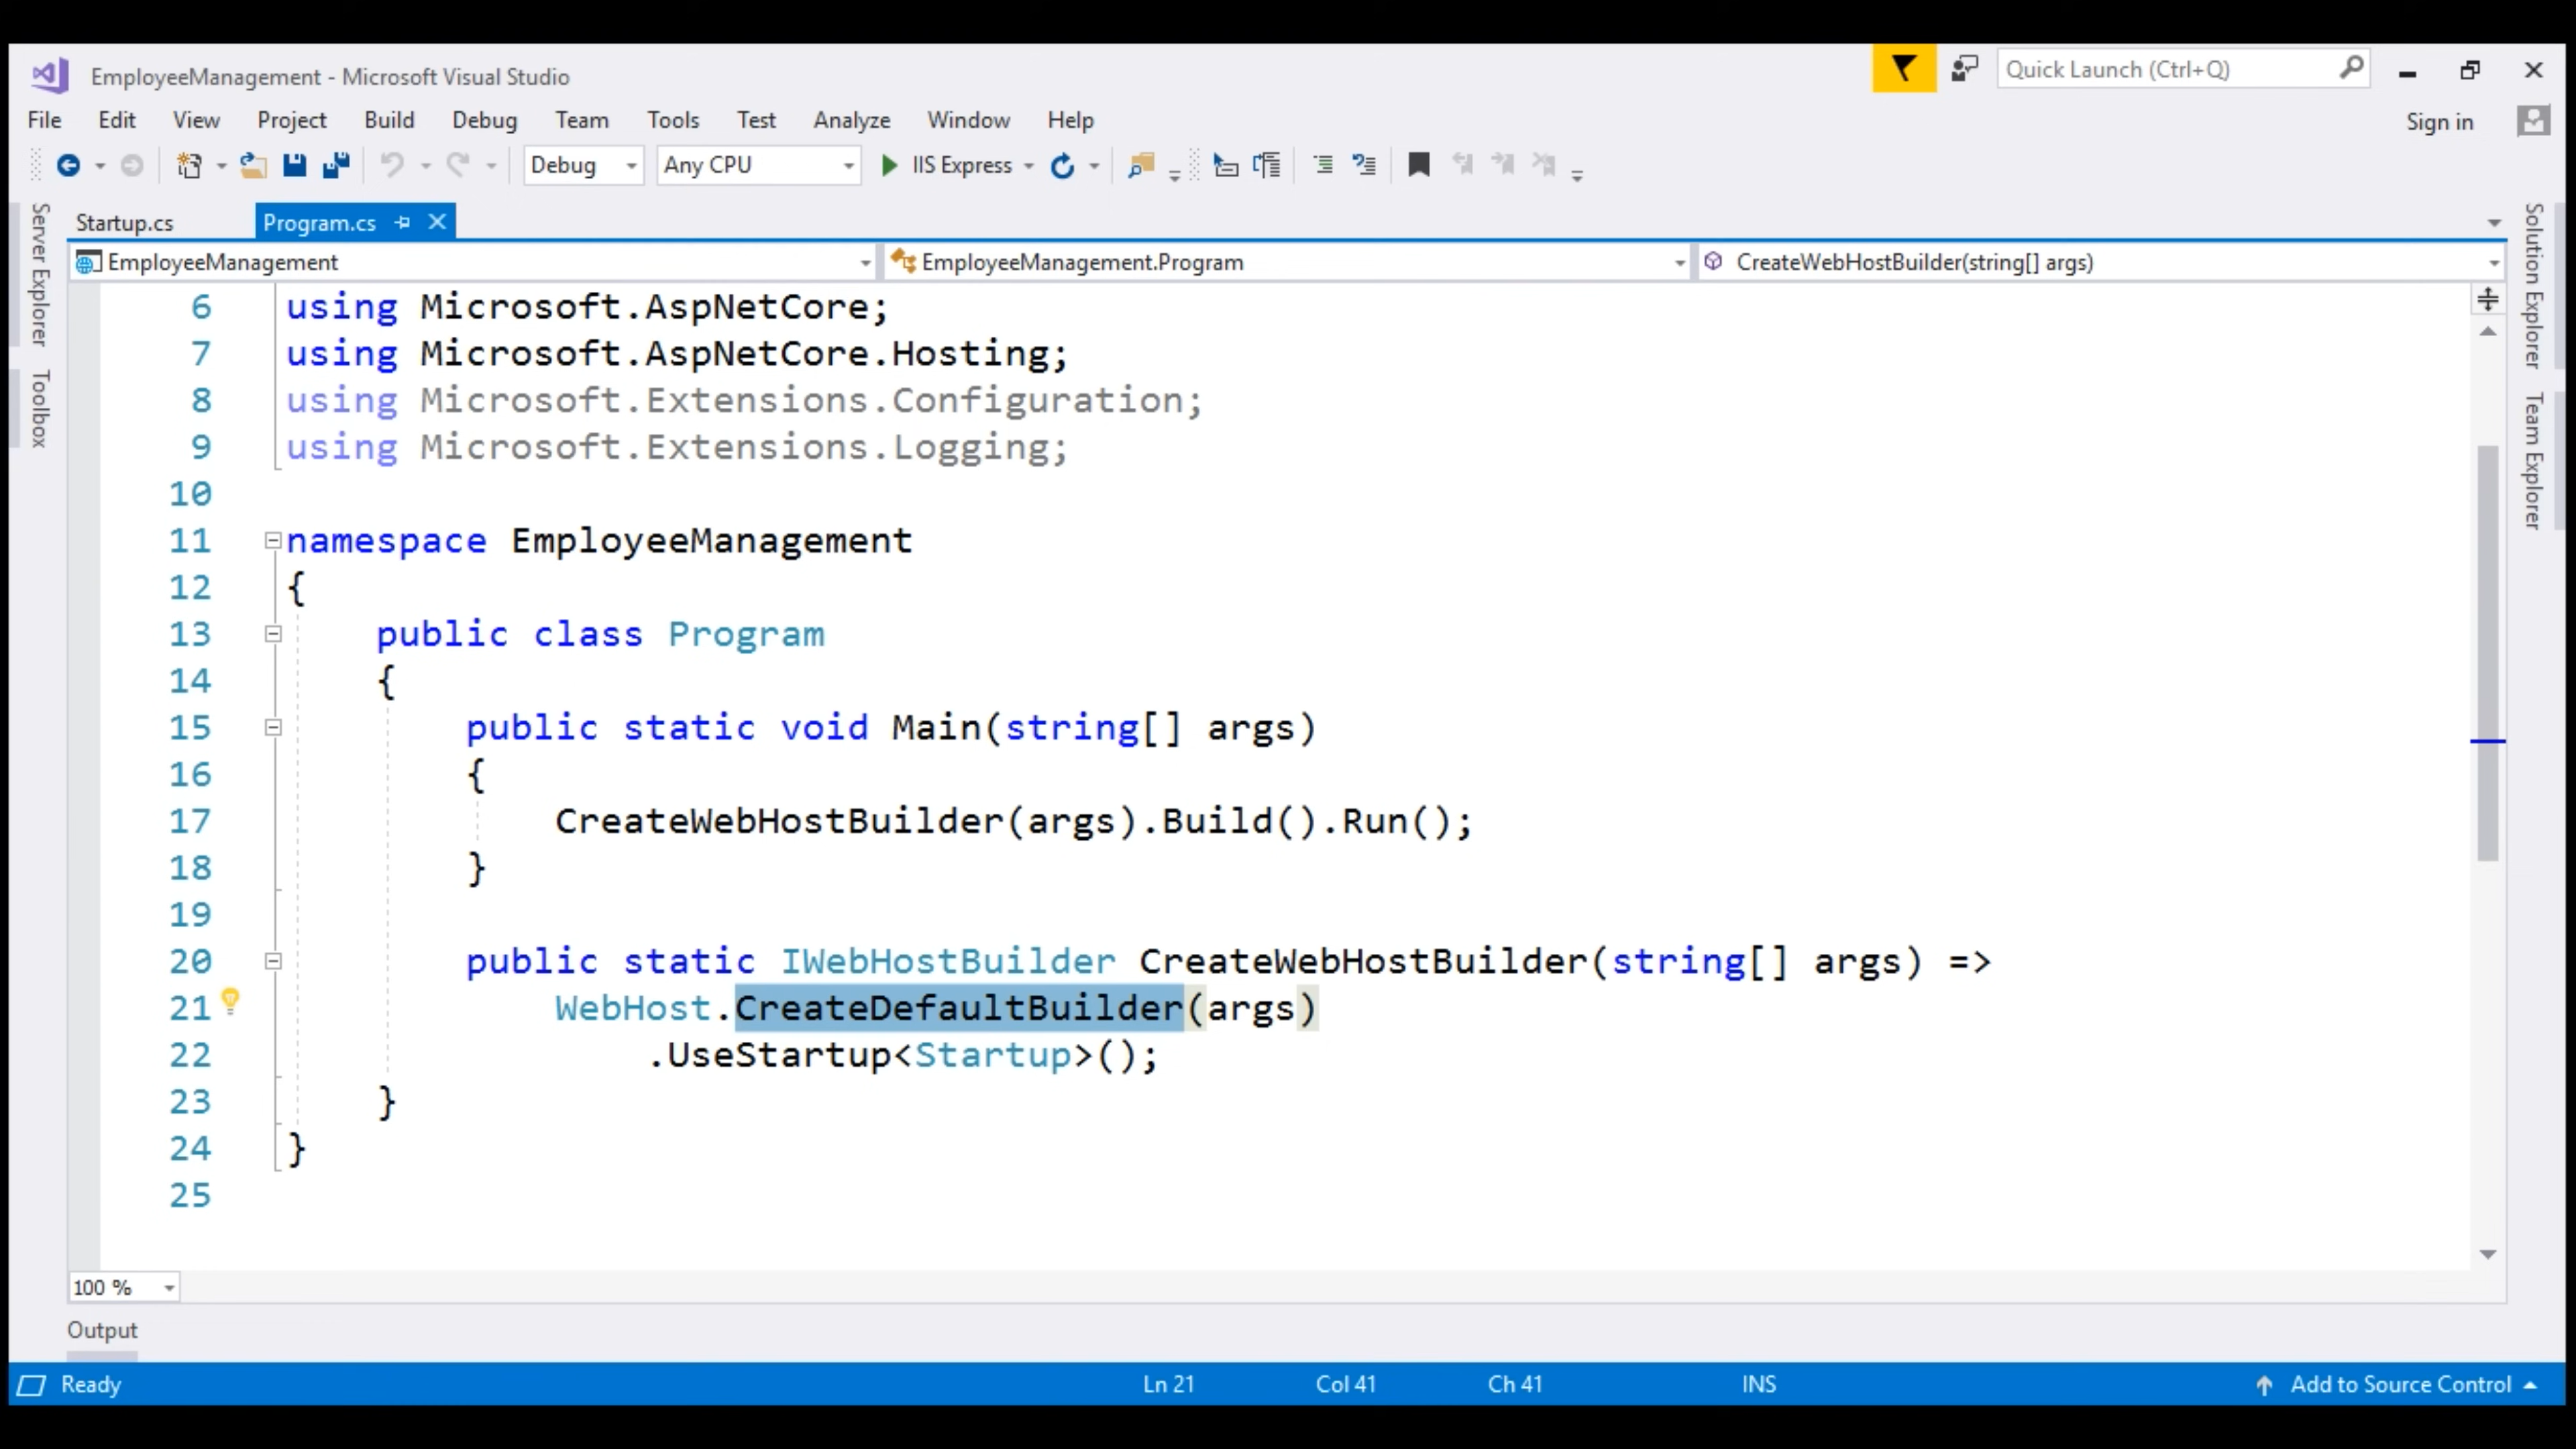 EmployeeManagement - Microsoft Visual Studio
Quick Launch (Ctrl+Q)
File Edit View Project Build Debug Team Tools Test Analyze Window Help
Sign in
Debug Any CPU IIS Express
Server Explorer
Toolbox
Solution Explorer
Team Explorer
Startup.cs Program.cs
EmployeeManagement EmployeeManagement.Program CreateWebHostBuilder(string[] args)
6 using Microsoft.AspNetCore;
7 using Microsoft.AspNetCore.Hosting;
8 using Microsoft.Extensions.Configuration;
9 using Microsoft.Extensions.Logging;
10
11 namespace EmployeeManagement
12 {
13 public class Program
14 {
15 public static void Main(string[] args)
16 {
17 CreateWebHostBuilder(args).Build().Run();
18 }
19
20 public static IWebHostBuilder CreateWebHostBuilder(string[] args) =>
21 WebHost.CreateDefaultBuilder(args)
22 .UseStartup<Startup>();
23 }
24 }
25
100 %
Output
Ready Ln 21 Col 41 Ch 41 INS Add to Source Control